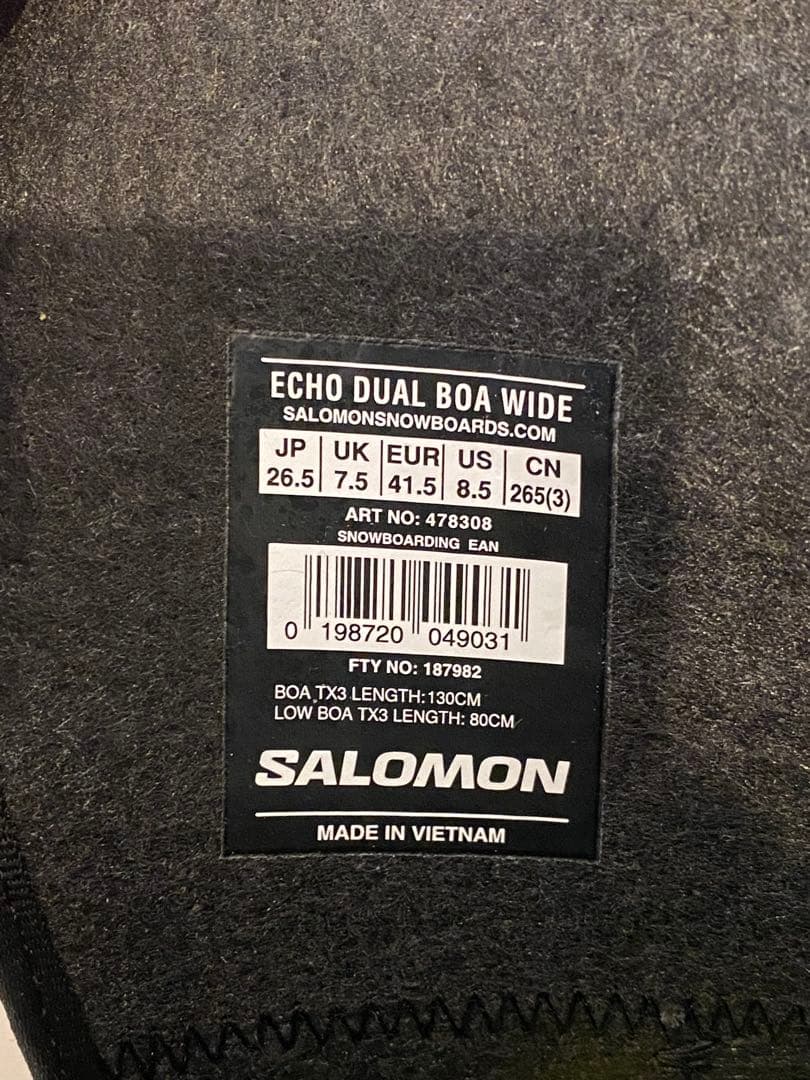 ECHO DUAL BOA WIDE
SALOMONSNOWBOARDS.COM
JP UK EUR US CN
26.5 7.5 41.5 8.5 265(3)
ART NO: 478308
SNOWBOARDING EAN
0 198720 049031
FTY NO: 187982
BOA TX3 LENGTH:130CM
LOW BOA TX3 LENGTH: 80CM
SALOMON
MADE IN VIETNAM